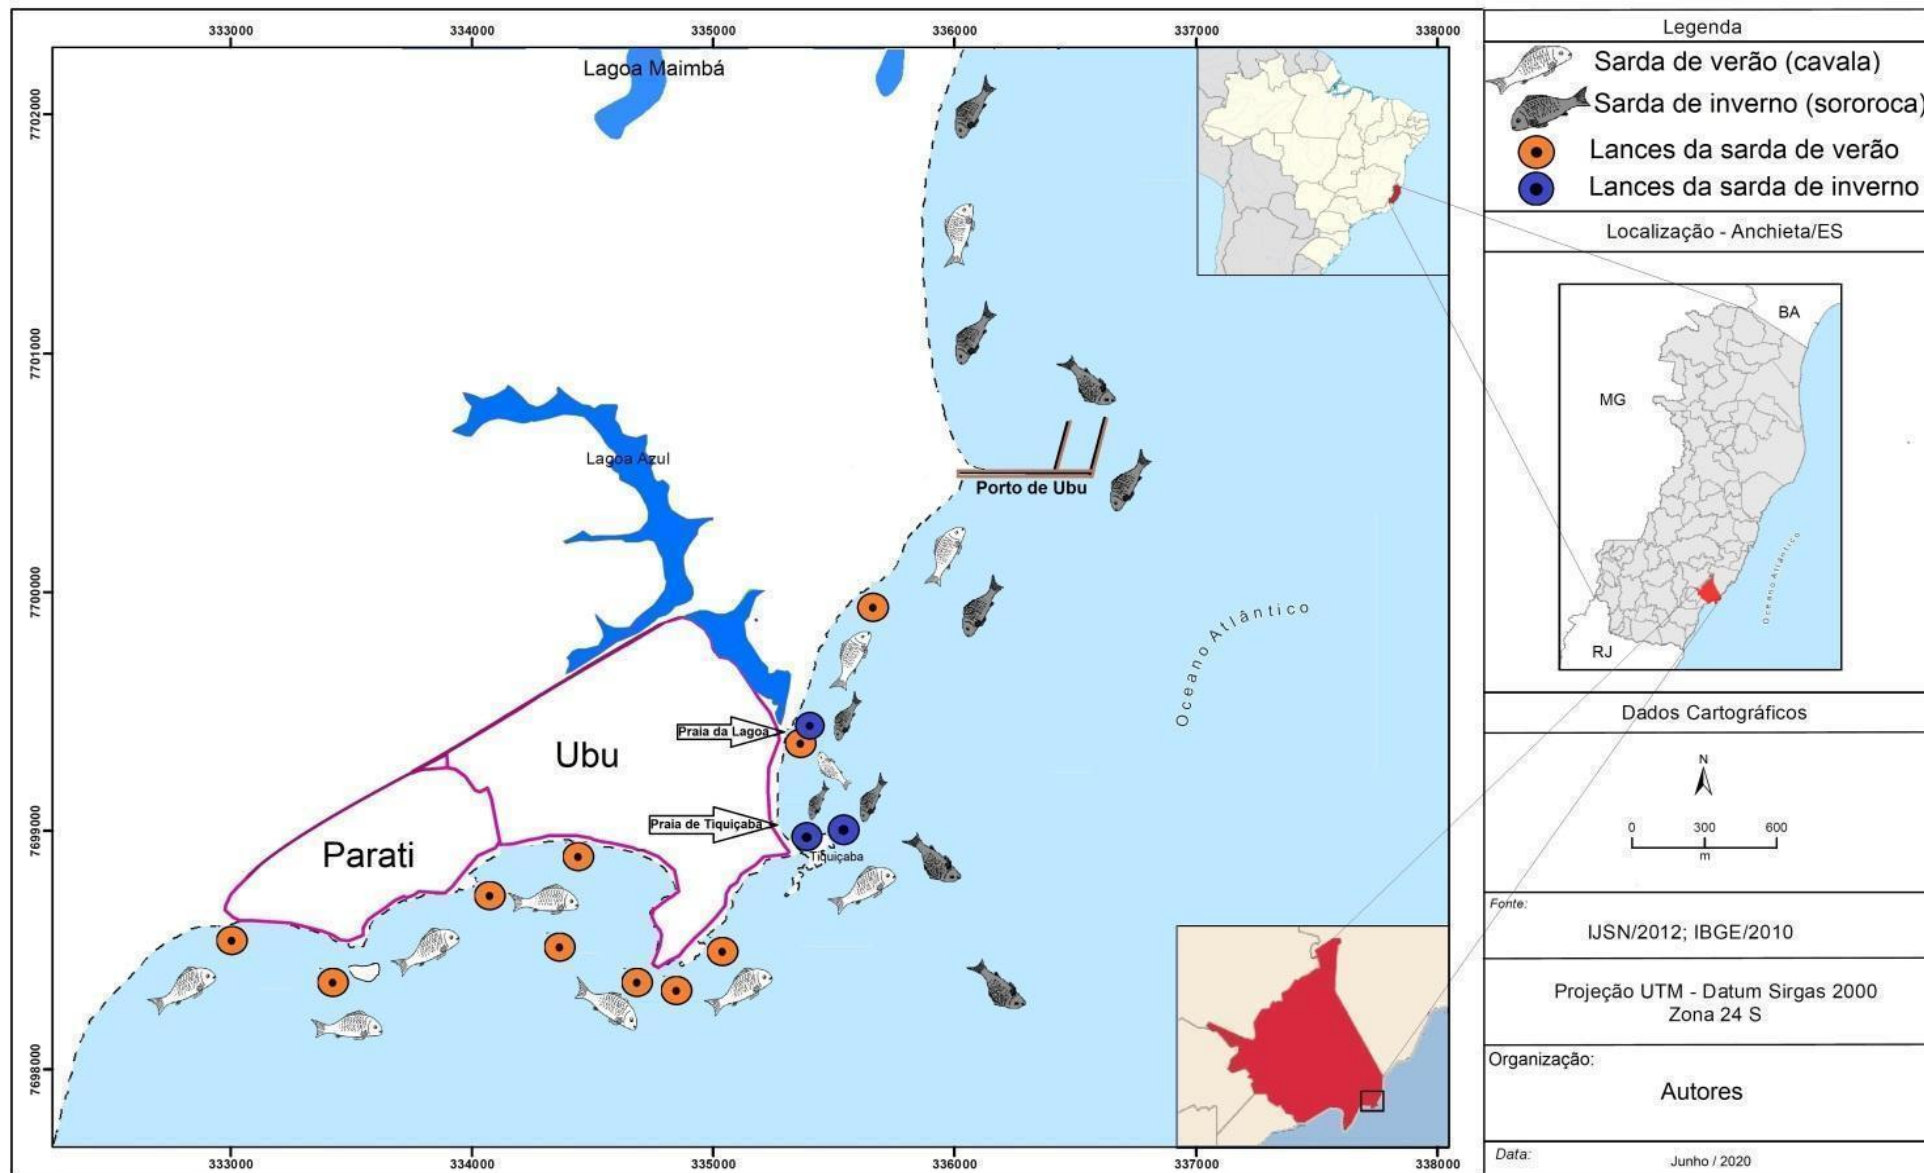 333000 334000 335000 336000 337000 338000
7702000
7701000
7700000
7699000
7698000
Lagoa Maimbá
Lagoa Azul
Porto de Ubu
Oceano Atlântico
Praia da Lagoa
Ubu
Praia de Tiquiçaba
Parati
Tiquiçaba
333000 334000 335000 336000 337000 338000
Legenda
Sarda de verão (cavala)
Sarda de inverno (sororoca)
Lances da sarda de verão
Lances da sarda de inverno
Localização - Anchieta/ES
BA
MG
Oceano Atlântico
RJ
Dados Cartográficos
N
0 300 600
m
Fonte:
IJSN/2012; IBGE/2010
Projeção UTM - Datum Sirgas 2000
Zona 24 S
Organização:
Autores
Data:
Junho / 2020